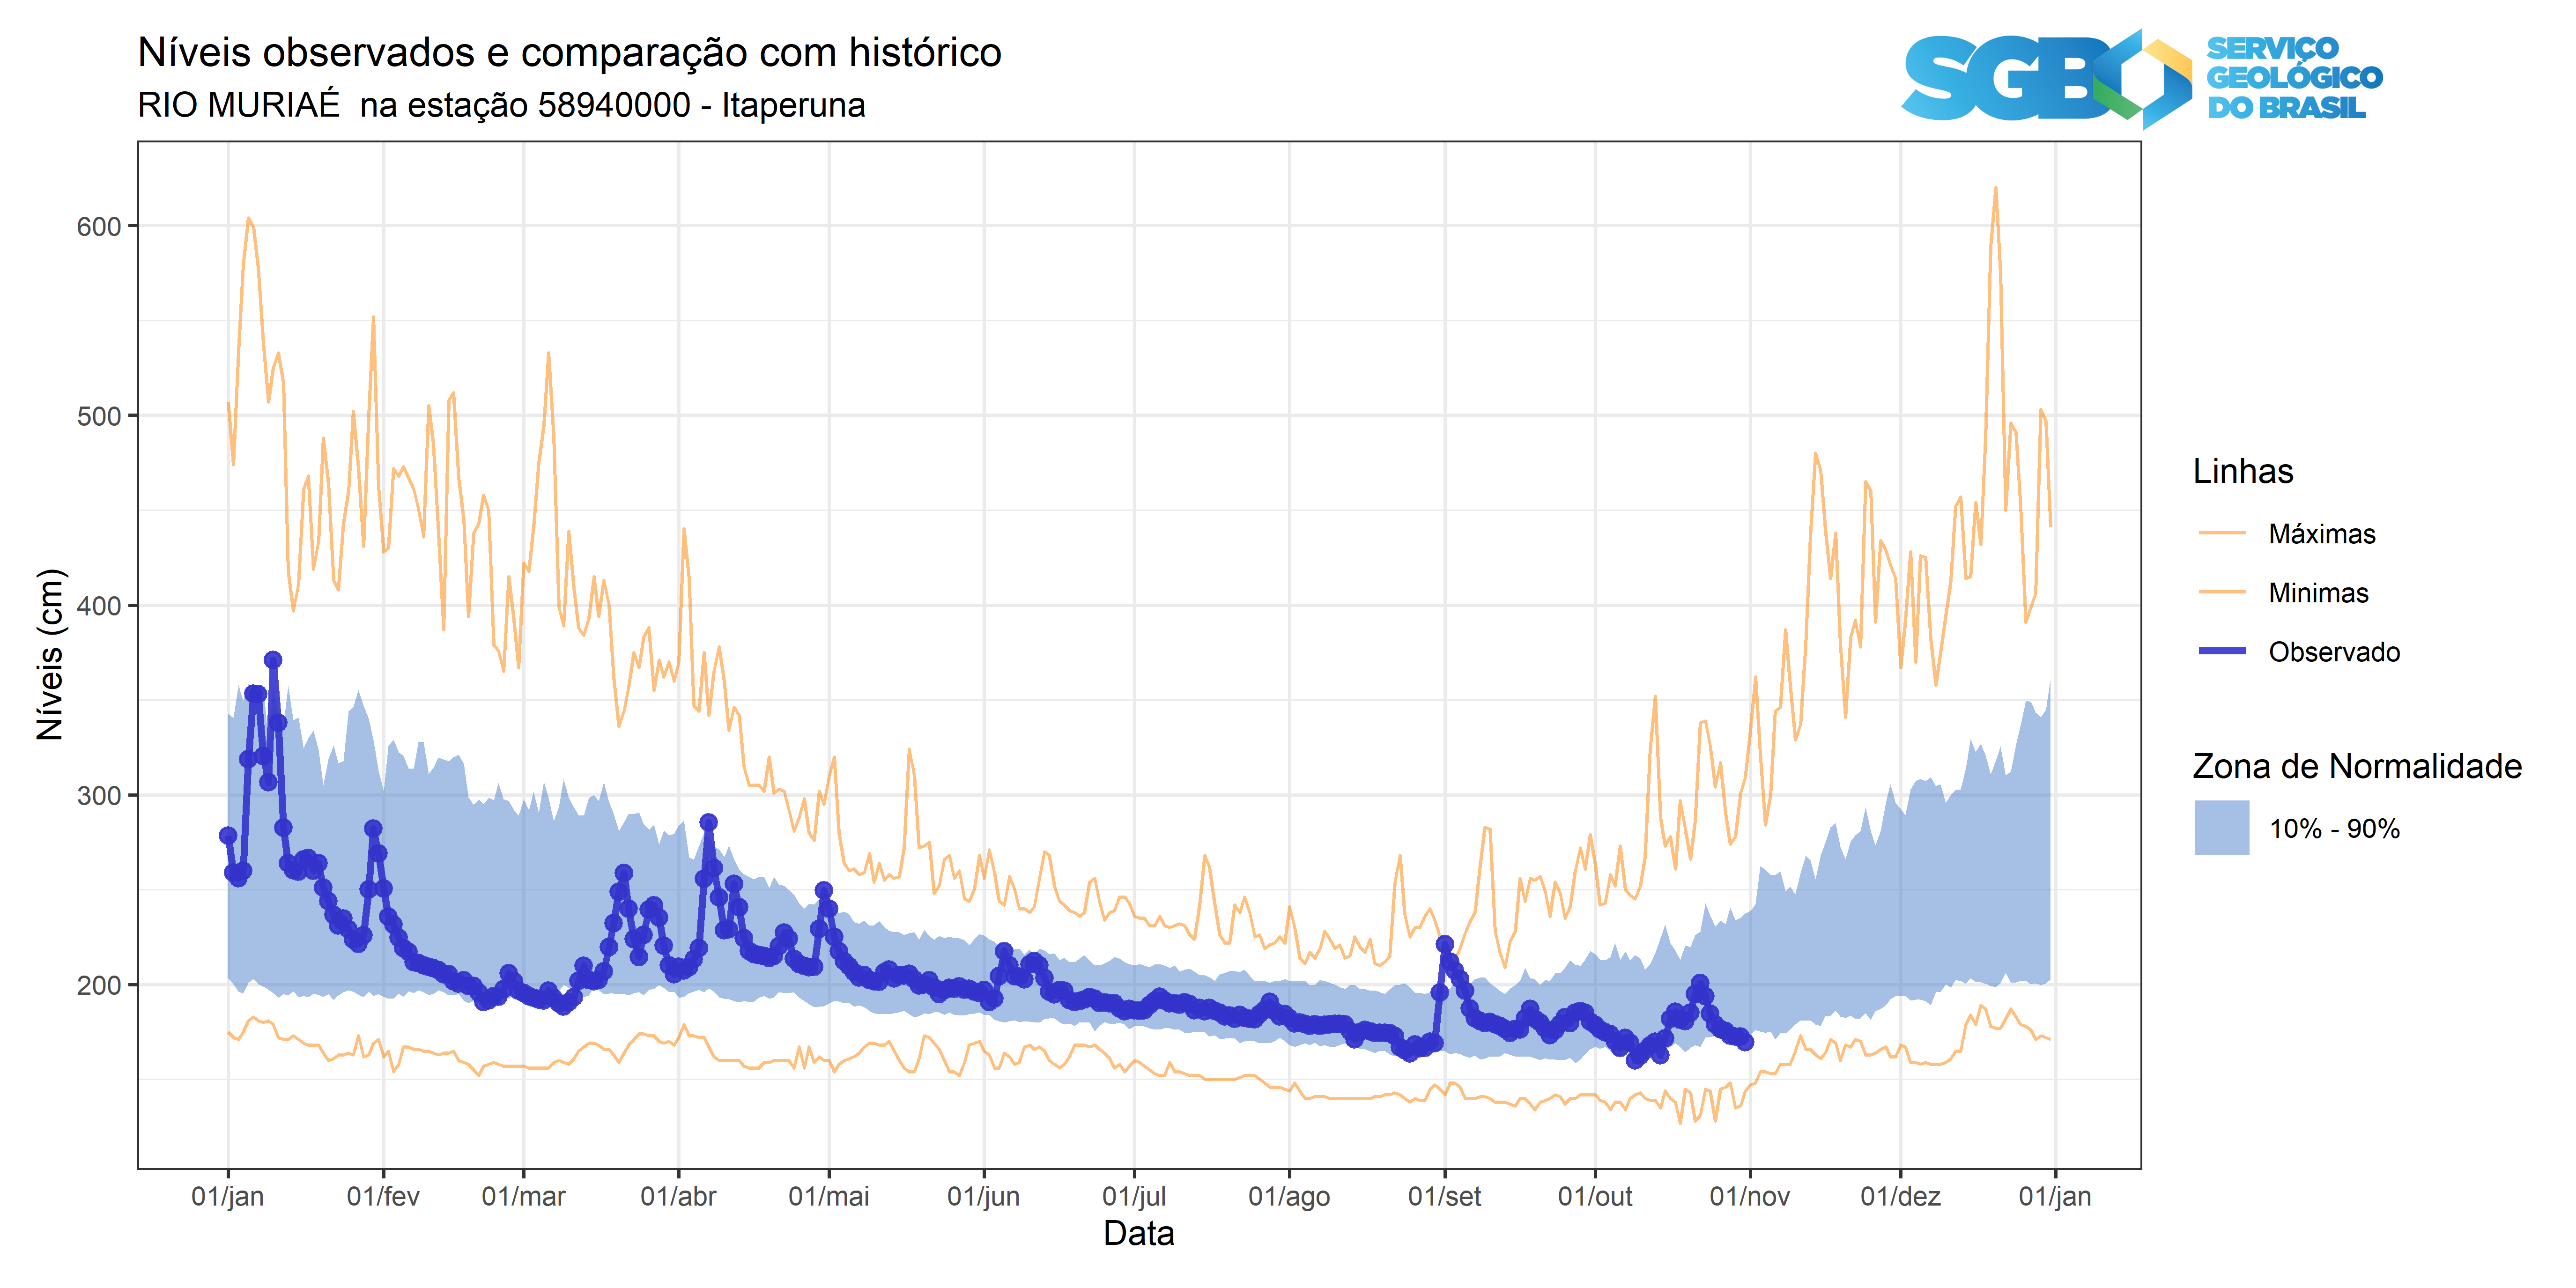 Níveis observados e comparação com histórico
RIO MURIAÉ  na estação 58940000 - Itaperuna
SGB
SERVIÇO
GEOLÓGICO
DO BRASIL
Níveis (cm)
600
500
400
300
200
01/jan
01/fev
01/mar
01/abr
01/mai
01/jun
01/jul
01/ago
01/set
01/out
01/nov
01/dez
01/jan
Data
Linhas
Máximas
Minimas
Observado
Zona de Normalidade
10% - 90%